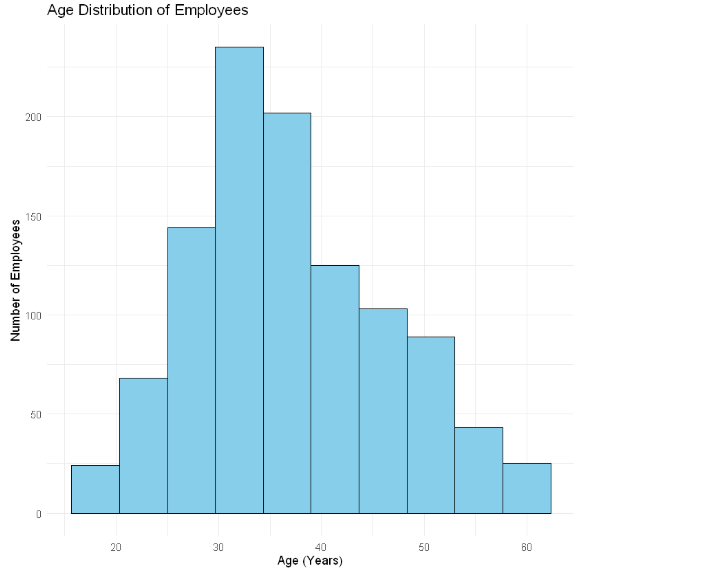 Age Distribution of Employees
200
150
100
50
0
Number of Employees
20 30 40 50 60
Age (Years)